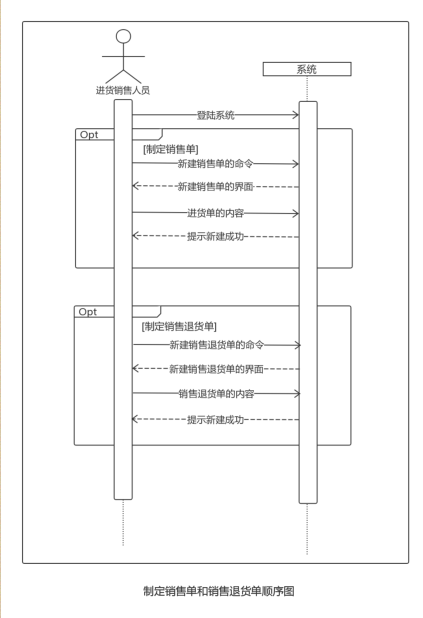 系统
进货销售人员
登陆系统
Opt
[制定销售单]
新建销售单的命令
新建销售单的界面
进货单的内容
提示新建成功
Opt
[制定销售退货单]
新建销售退货单的命令
新建销售退货单的界面
销售退货单的内容
提示新建成功
制定销售单和销售退货单顺序图